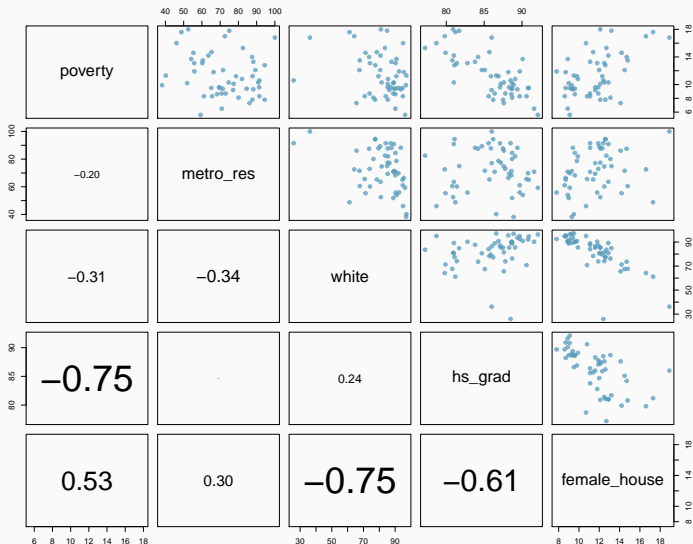 40 50 60 70 80 90 100
80 85 90
poverty
6 8 10 12 14 18
40 60 80 100
−0.20
metro_res
−0.31
−0.34
white
30 50 70 90
80 85 90
−0.75
0.24
hs_grad
0.53
0.30
−0.75
−0.61
female_house
8 10 14 18
6 8 10 12 14 16 18
30 50 70 90
8 10 12 14 16 18